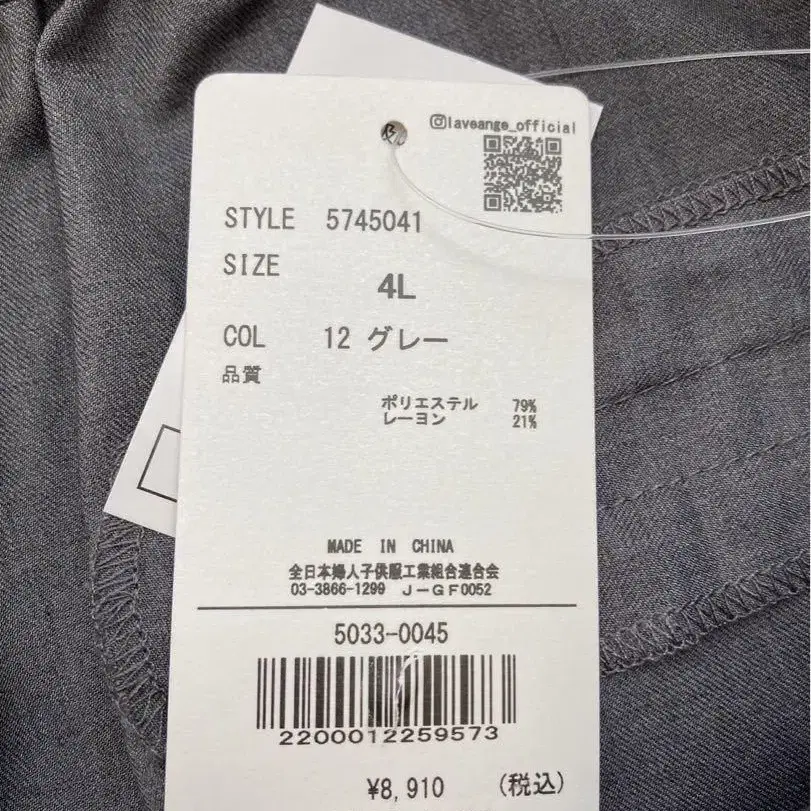 laveange_official
STYLE 5745041
SIZE 4L
COL 12 グレー
品質
ポリエステル 79%
レーヨン 21%
MADE IN CHINA
全日本婦人子供服工業組合連合会
03-3866-1299 J-GF0052
5033-0045
2200012259573
¥8,910 (税込)